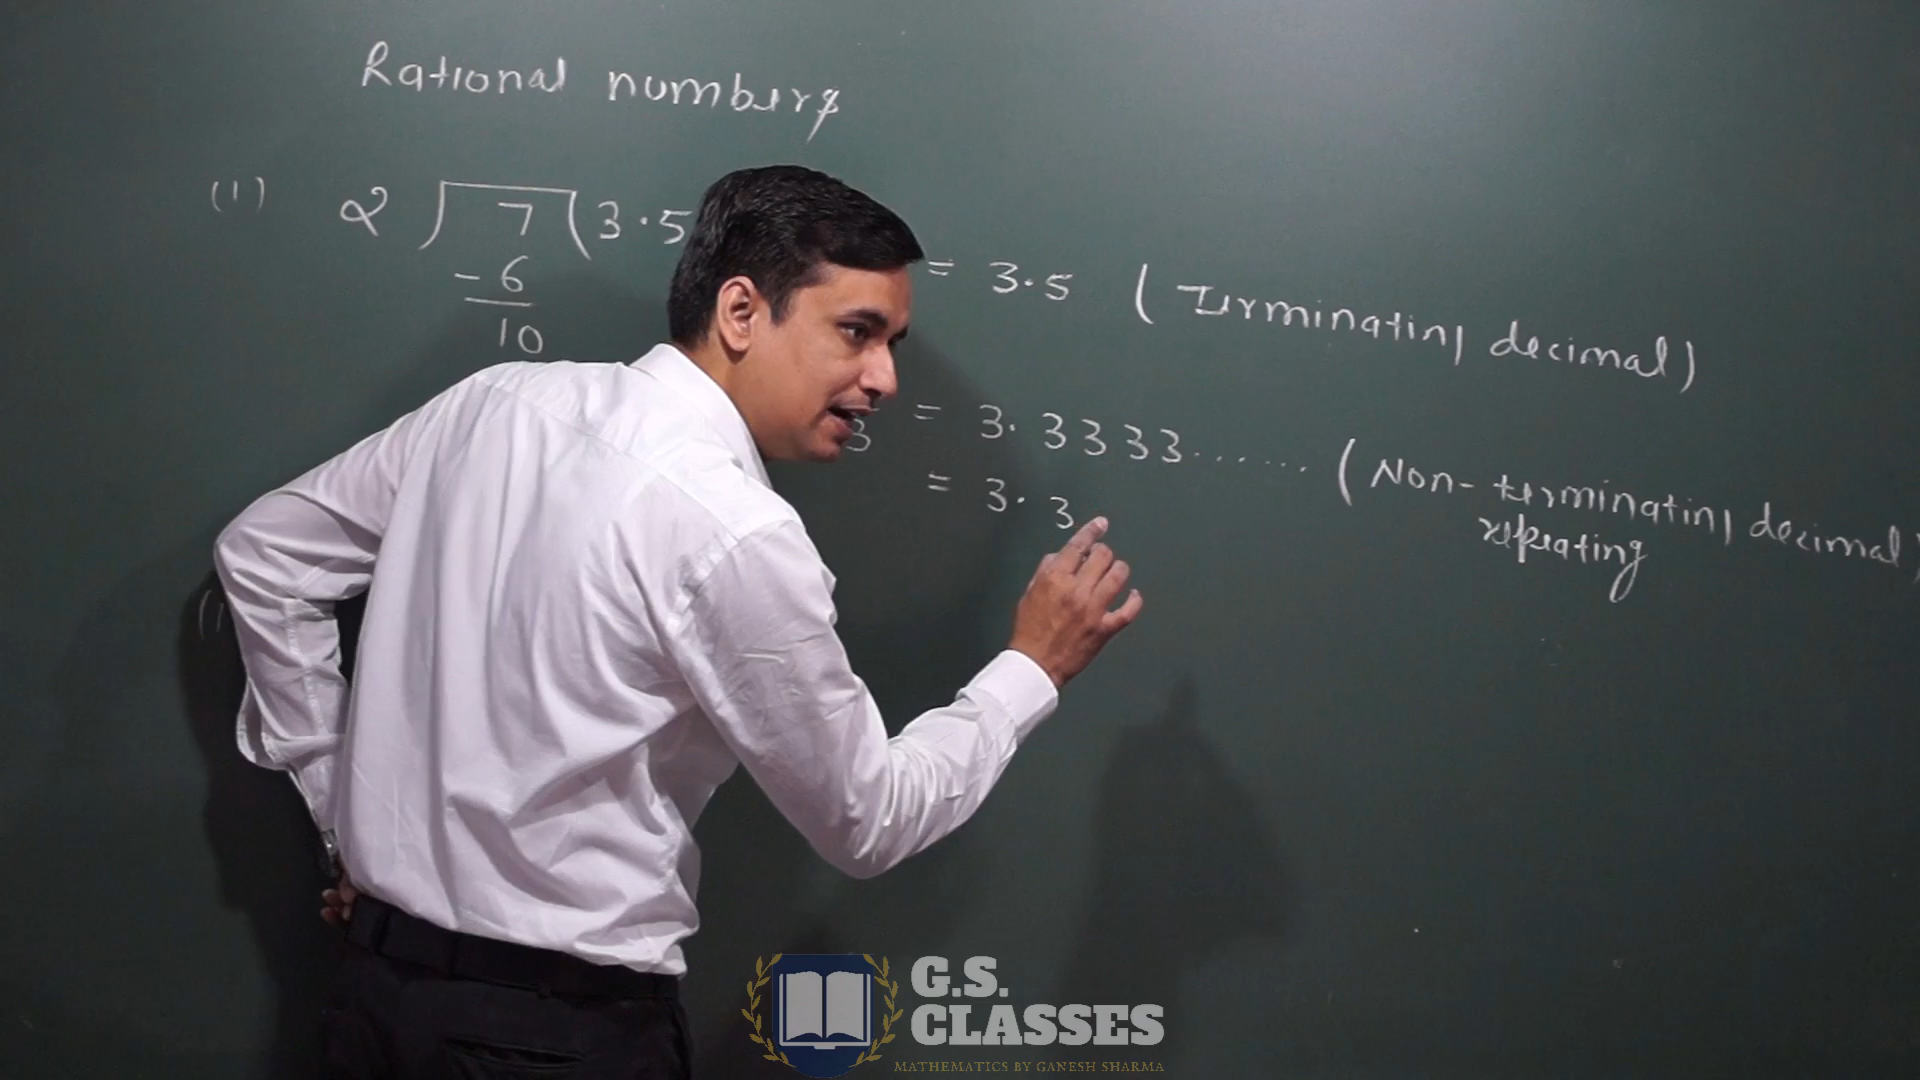 Rational numbers
(1) 2 7 3.5
- 6
10
= 3.5 (Terminating decimal)
3 = 3.3333...... (Non-terminating decimal)
repeating
= 3.3
G.S.
CLASSES
MATHEMATICS BY GANESH SHARMA